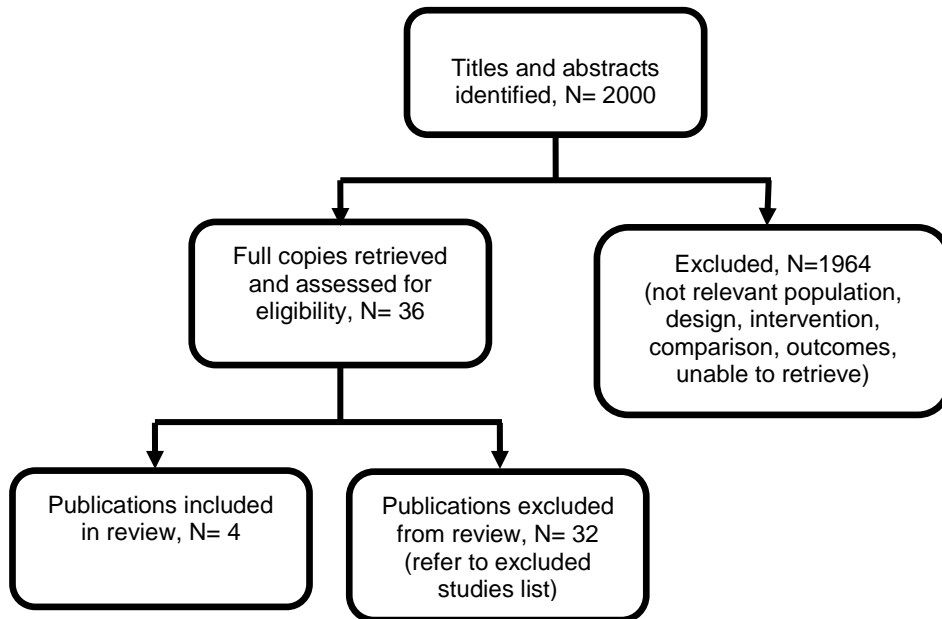 Titles and abstracts
identified, N= 2000
Full copies retrieved
and assessed for
eligibility, N= 36
Excluded, N=1964
(not relevant population,
design, intervention,
comparison, outcomes,
unable to retrieve)
Publications included
in review, N= 4
Publications excluded
from review, N= 32
(refer to excluded
studies list)